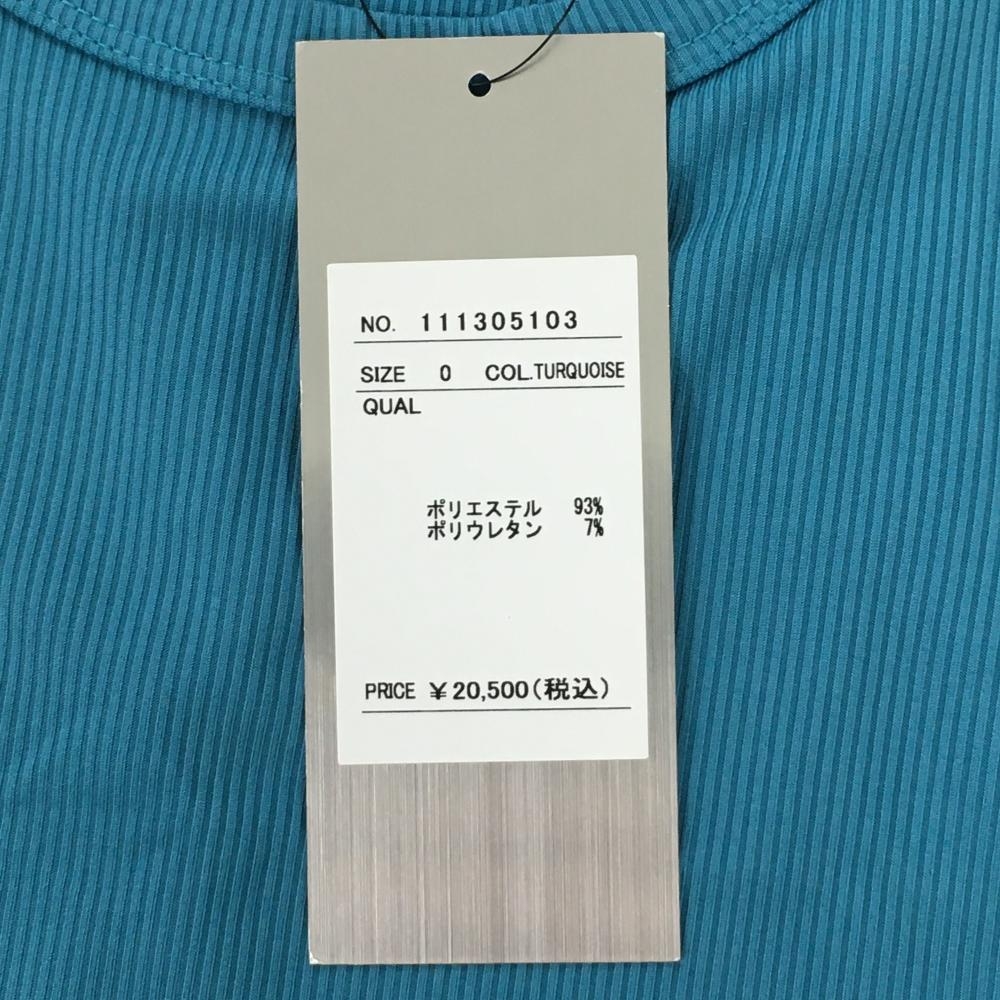 NO. 111305103
SIZE 0 COL.TURQUOISE
QUAL
ポリエステル 93%
ポリウレタン 7%
PRICE ¥20,500(税込)